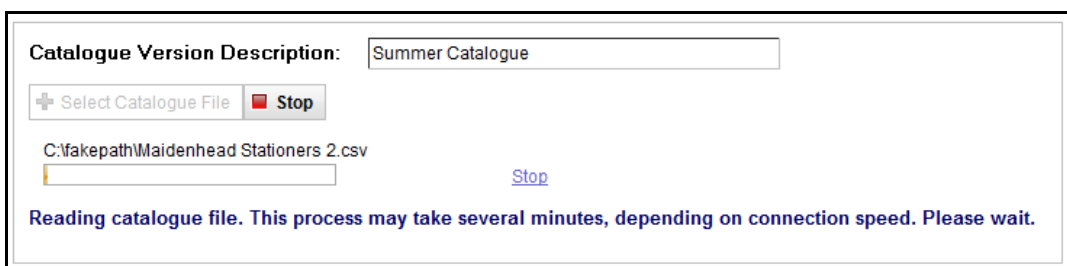 Catalogue Version Description: Summer Catalogue
Select Catalogue File Stop
C:\fakepath\Maidenhead Stationers 2.csv
Stop
Reading catalogue file. This process may take several minutes, depending on connection speed. Please wait.